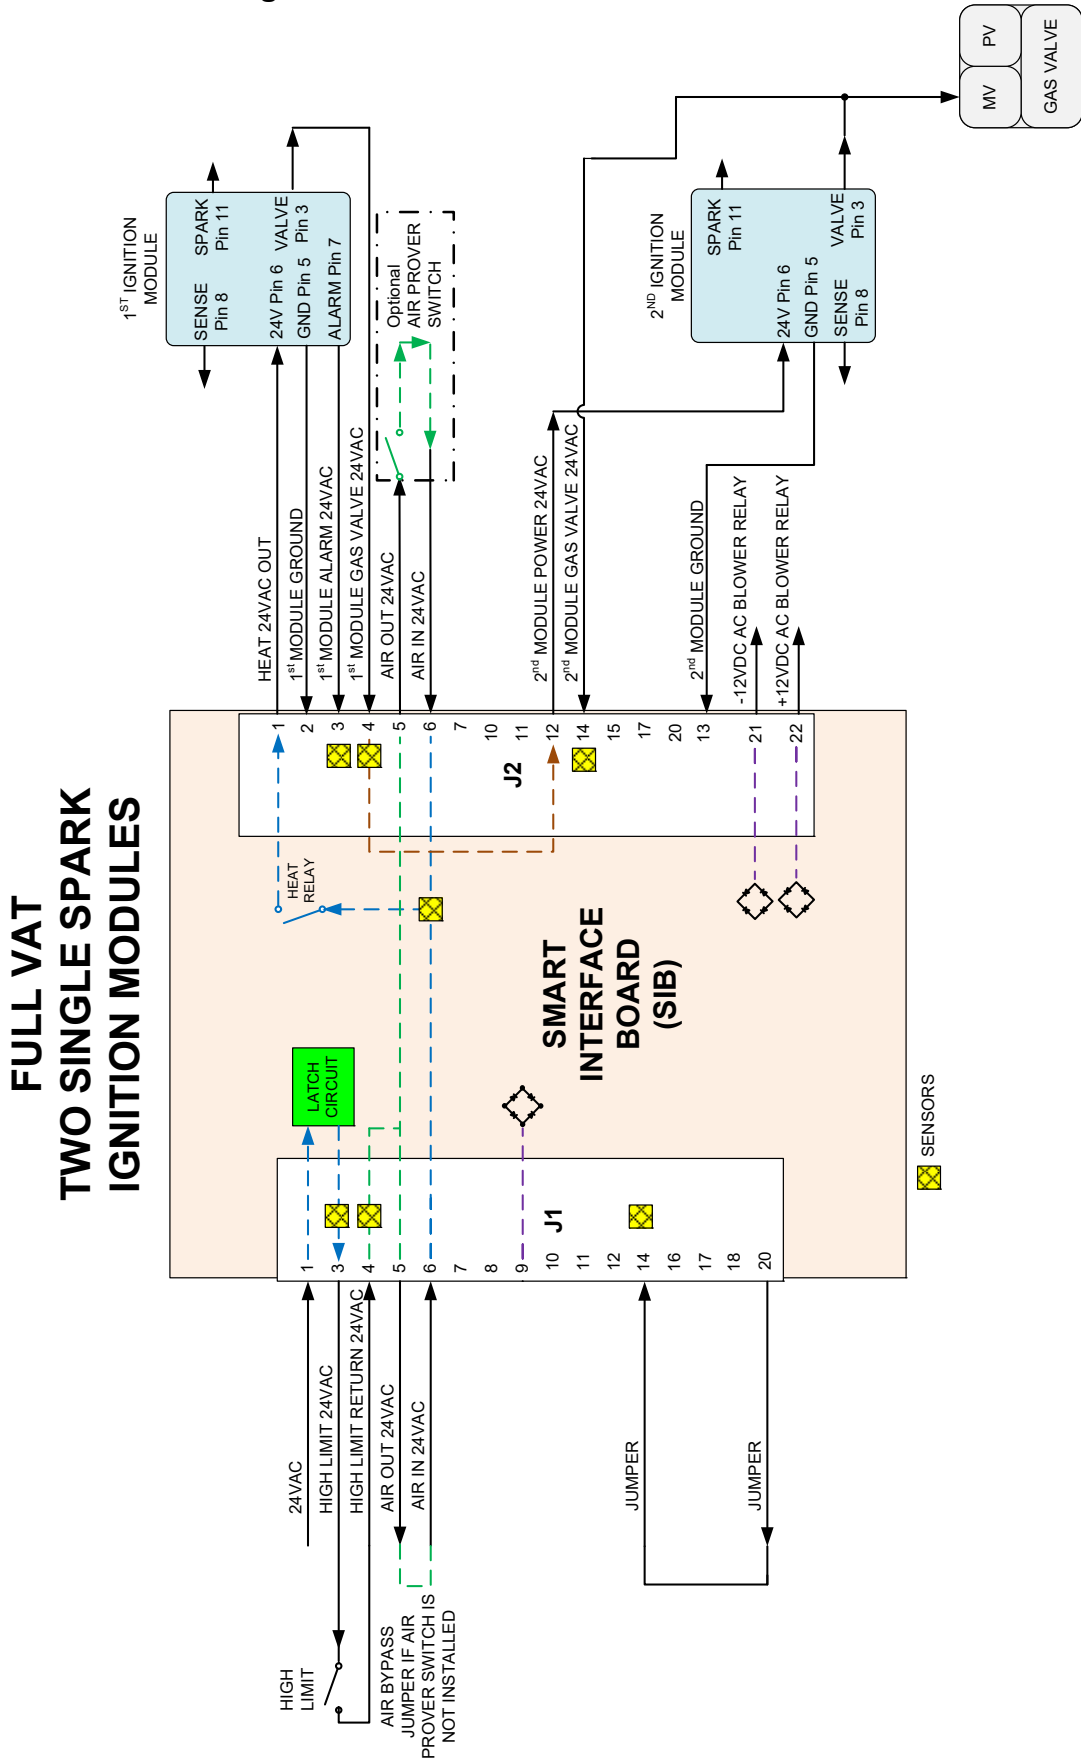 FULL VAT
TWO SINGLE SPARK
IGNITION MODULES
HIGH
LIMIT
24VAC
HIGH LIMIT 24VAC
HIGH LIMIT RETURN 24VAC
AIR OUT 24VAC
AIR IN 24VAC
AIR BYPASS
JUMPER IF AIR
PROVER SWITCH IS
NOT INSTALLED
JUMPER
JUMPER
J1
1
3
4
5
6
7
8
9
10
11
12
14
16
17
18
20
LATCH
CIRCUIT
HEAT
RELAY
SMART
INTERFACE
BOARD
(SIB)
SENSORS
J2
1
2
3
4
5
6
7
10
11
12
14
15
17
20
13
21
22
HEAT 24VAC OUT
1st MODULE GROUND
1st MODULE ALARM 24VAC
1st MODULE GAS VALVE 24VAC
AIR OUT 24VAC
AIR IN 24VAC
2nd MODULE POWER 24VAC
2nd MODULE GAS VALVE 24VAC
2nd MODULE GROUND
-12VDC AC BLOWER RELAY
+12VDC AC BLOWER RELAY
1ST IGNITION
MODULE
SENSE
Pin 8
SPARK
Pin 11
24V Pin 6
GND Pin 5
ALARM Pin 7
VALVE
Pin 3
Optional
AIR PROVER
SWITCH
2ND IGNITION
MODULE
SPARK
Pin 11
24V Pin 6
GND Pin 5
SENSE
Pin 8
VALVE
Pin 3
MV
PV
GAS VALVE